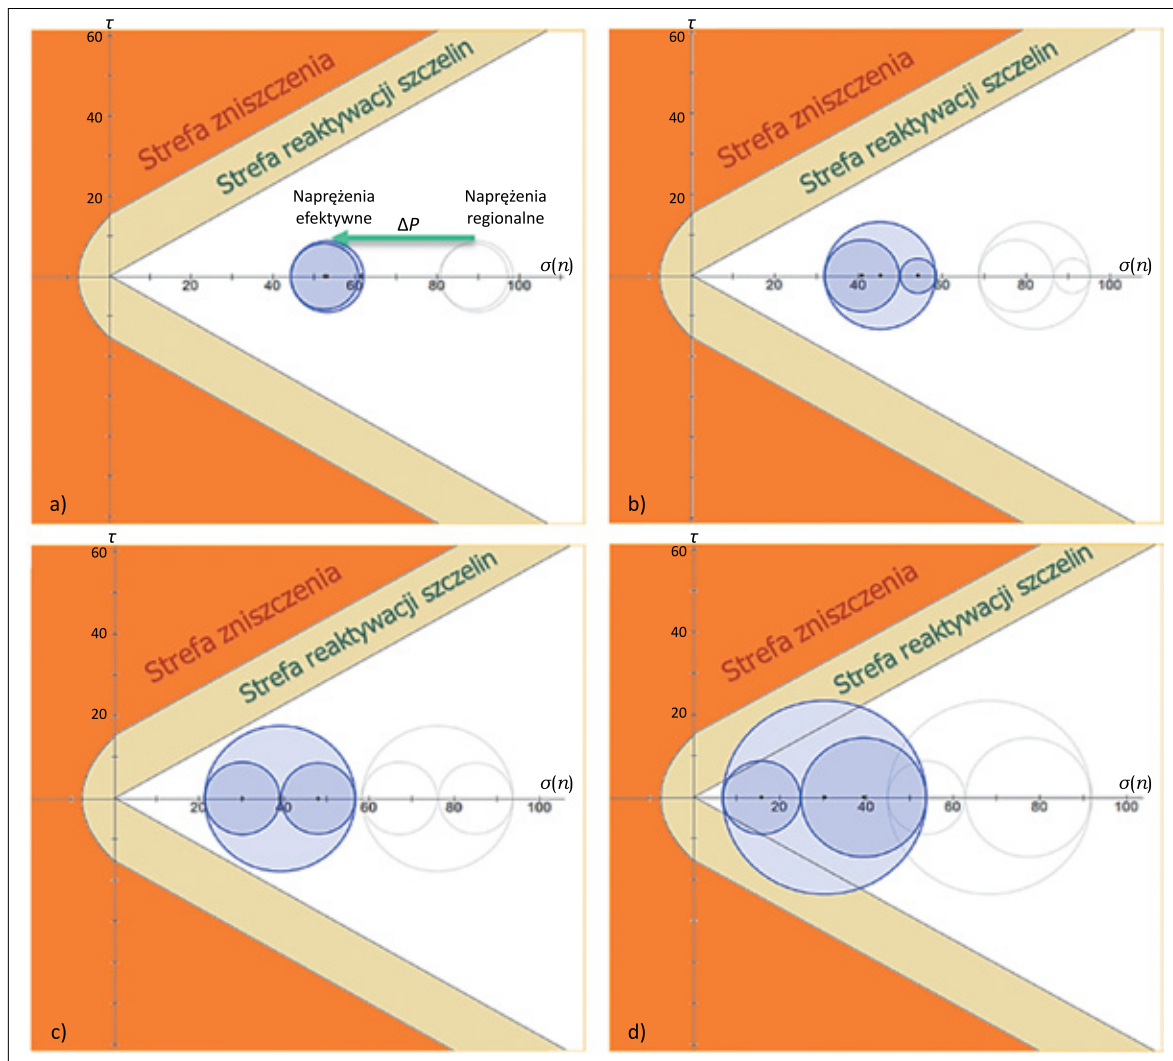 τ
60
40
20
Strefa zniszczenia
Strefa reaktywacji szczelin
Naprężenia
efektywne
ΔP
Naprężenia
regionalne
σ(n)
20 40 60 80 100
a)
τ
60
40
20
Strefa zniszczenia
Strefa reaktywacji szczelin
σ(n)
20 40 60 80 100
b)
τ
60
40
20
Strefa zniszczenia
Strefa reaktywacji szczelin
σ(n)
20 40 60 80 100
c)
τ
60
40
20
Strefa zniszczenia
Strefa reaktywacji szczelin
σ(n)
20 40 60 80 100
d)